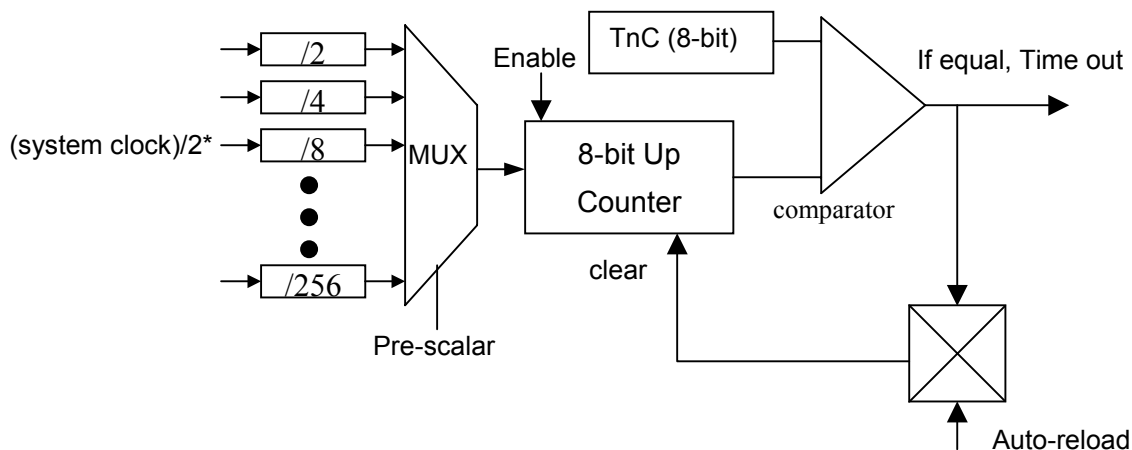 /2
/4
(system clock)/2*
/8
/256
MUX
Pre-scalar
Enable
8-bit Up
Counter
clear
TnC (8-bit)
comparator
If equal, Time out
Auto-reload